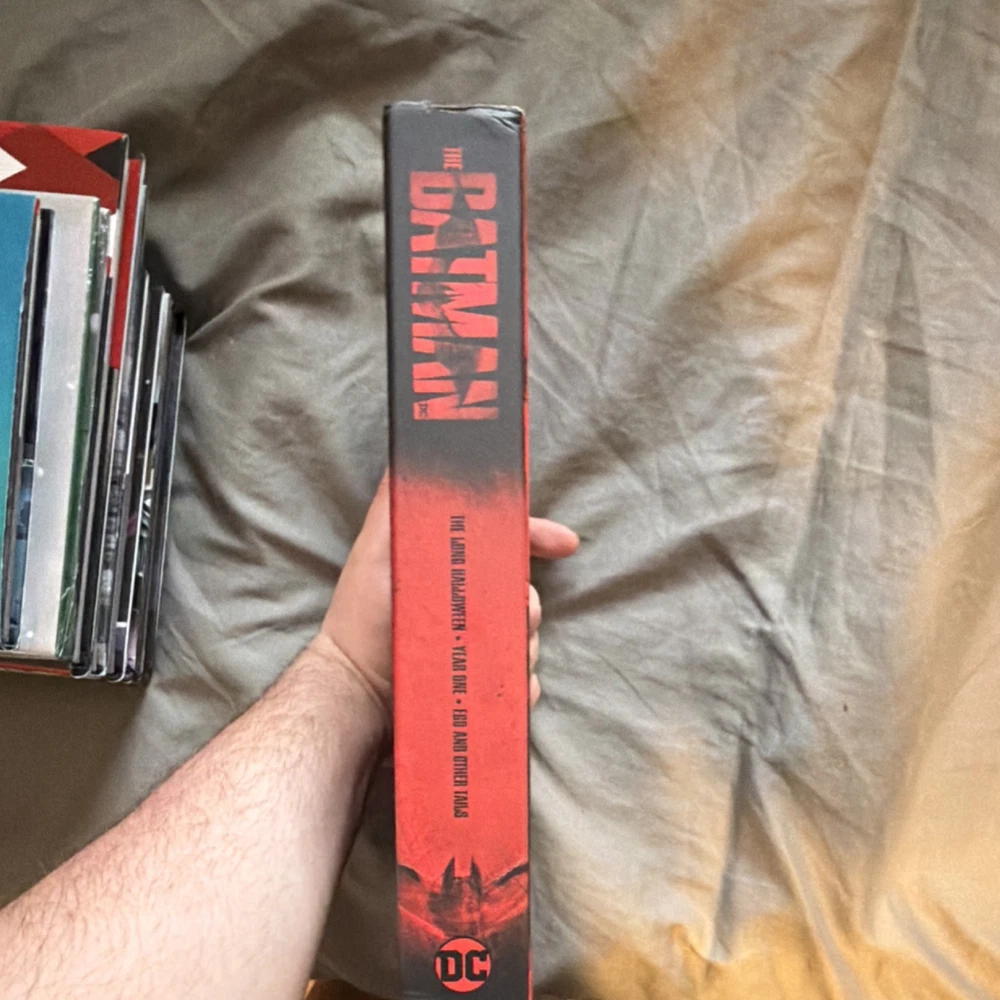 THE
BATMAN
DC
THE LONG HALLOWEEN • YEAR ONE • EGO AND OTHER TAILS
DC